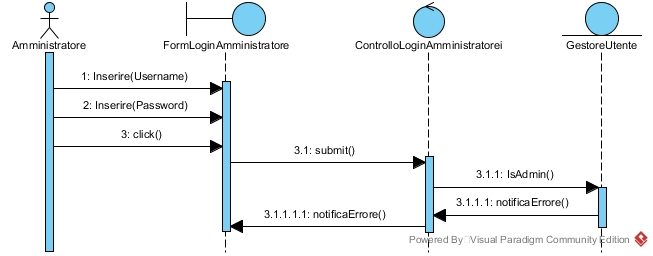 Amministratore
FormLoginAmministratore
ControlloLoginAmministratorei
GestoreUtente
1: Inserire(Username)
2: Inserire(Password)
3: click()
3.1: submit()
3.1.1: IsAdmin()
3.1.1.1: notificaErrore()
3.1.1.1.1: notificaErrore()
Powered By Visual Paradigm Community Edition